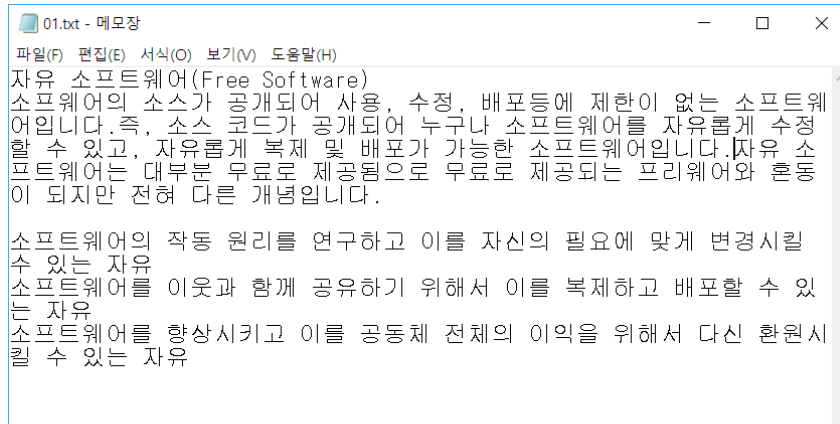 01.txt - 메모장
파일(F) 편집(E) 서식(O) 보기(V) 도움말(H)
자유 소프트웨어(Free Software)
소프웨어의 소스가 공개되어 사용, 수정, 배포등에 제한이 없는 소프트웨
어입니다.즉, 소스 코드가 공개되어 누구나 소프트웨어를 자유롭게 수정
할 수 있고, 자유롭게 복제 및 배포가 가능한 소프트웨어입니다.자유 소
프트웨어는 대부분 무료로 제공됨으로 무료로 제공되는 프리웨어와 혼동
이 되지만 전혀 다른 개념입니다.
소프트웨어의 작동 원리를 연구하고 이를 자신의 필요에 맞게 변경시킬
수 있는 자유
소프트웨어를 이웃과 함께 공유하기 위해서 이를 복제하고 배포할 수 있
는 자유
소프트웨어를 향상시키고 이를 공동체 전체의 이익을 위해서 다신 환원시
킬 수 있는 자유